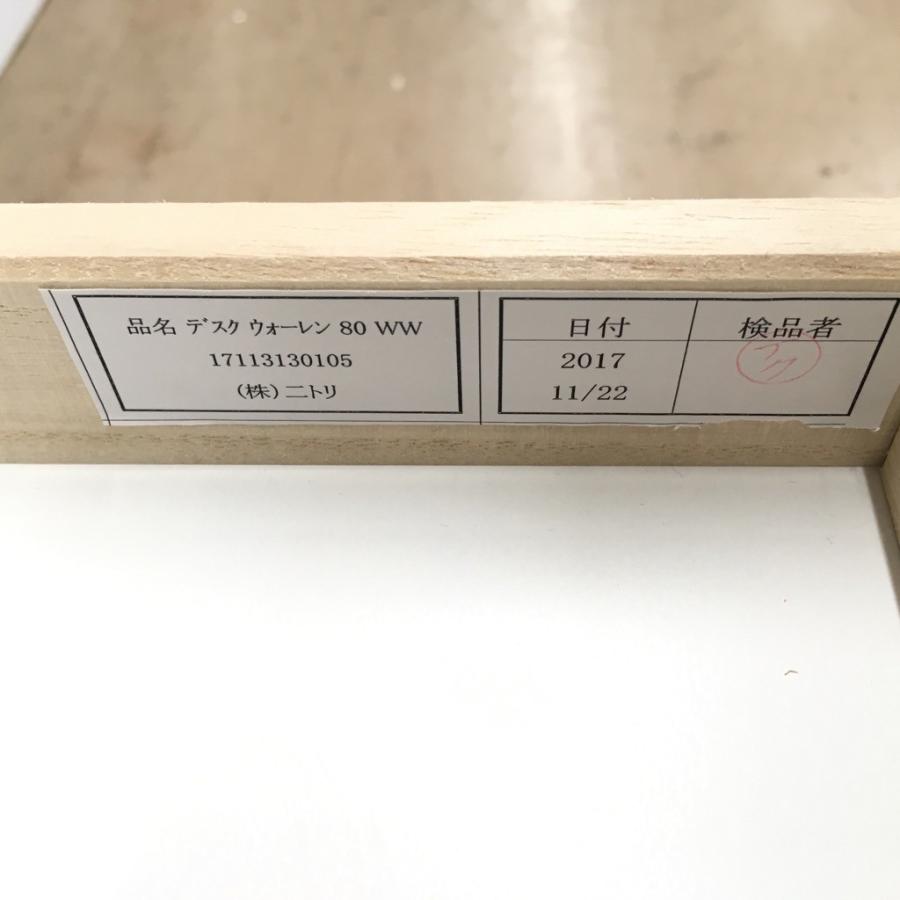 品名 デスク ウォーレン 80 WW
17113130105
(株)ニトリ
日付 検品者
2017
11/22